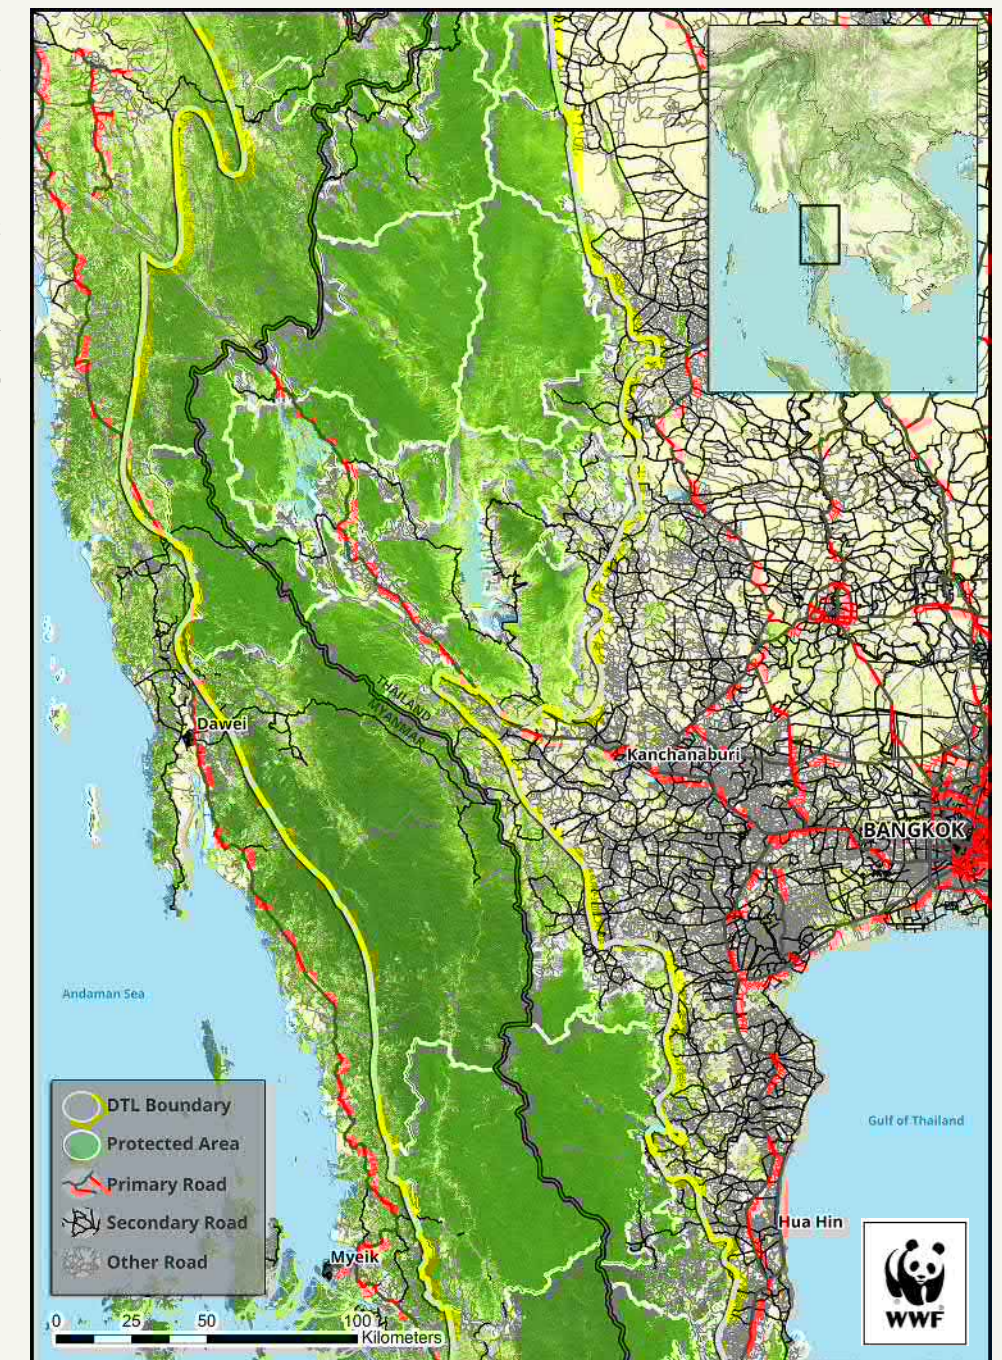 THAILAND
MYANMAR
Dawei
Kanchanaburi
BANGKOK
Andaman Sea
Gulf of Thailand
DTL Boundary
Protected Area
Primary Road
Secondary Road
Other Road
Hua Hin
Myeik
0 25 50 100
Kilometers
® ®
WWF